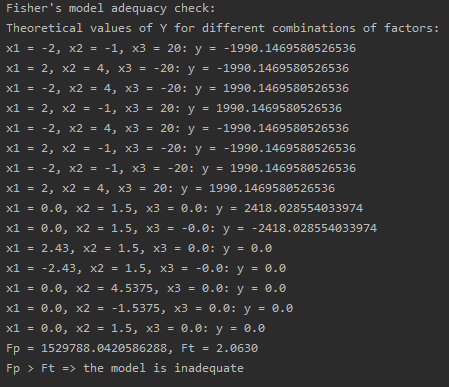 Fisher's model adequacy check:
Theoretical values of Y for different combinations of factors:
x1 = -2, x2 = -1, x3 = 20: y = -1990.1469580526536
x1 = 2, x2 = 4, x3 = -20: y = -1990.1469580526536
x1 = -2, x2 = 4, x3 = -20: y = 1990.1469580526536
x1 = 2, x2 = -1, x3 = 20: y = 1990.1469580526536
x1 = -2, x2 = 4, x3 = 20: y = -1990.1469580526536
x1 = 2, x2 = -1, x3 = -20: y = -1990.1469580526536
x1 = -2, x2 = -1, x3 = -20: y = 1990.1469580526536
x1 = 2, x2 = 4, x3 = 20: y = 1990.1469580526536
x1 = 0.0, x2 = 1.5, x3 = 0.0: y = 2418.028554033974
x1 = 0.0, x2 = 1.5, x3 = -0.0: y = -2418.028554033974
x1 = 2.43, x2 = 1.5, x3 = 0.0: y = 0.0
x1 = -2.43, x2 = 1.5, x3 = -0.0: y = 0.0
x1 = 0.0, x2 = 4.5375, x3 = 0.0: y = 0.0
x1 = 0.0, x2 = -1.5375, x3 = 0.0: y = 0.0
x1 = 0.0, x2 = 1.5, x3 = 0.0: y = 0.0
Fp = 1529788.0420586288, Ft = 2.0630
Fp > Ft => the model is inadequate